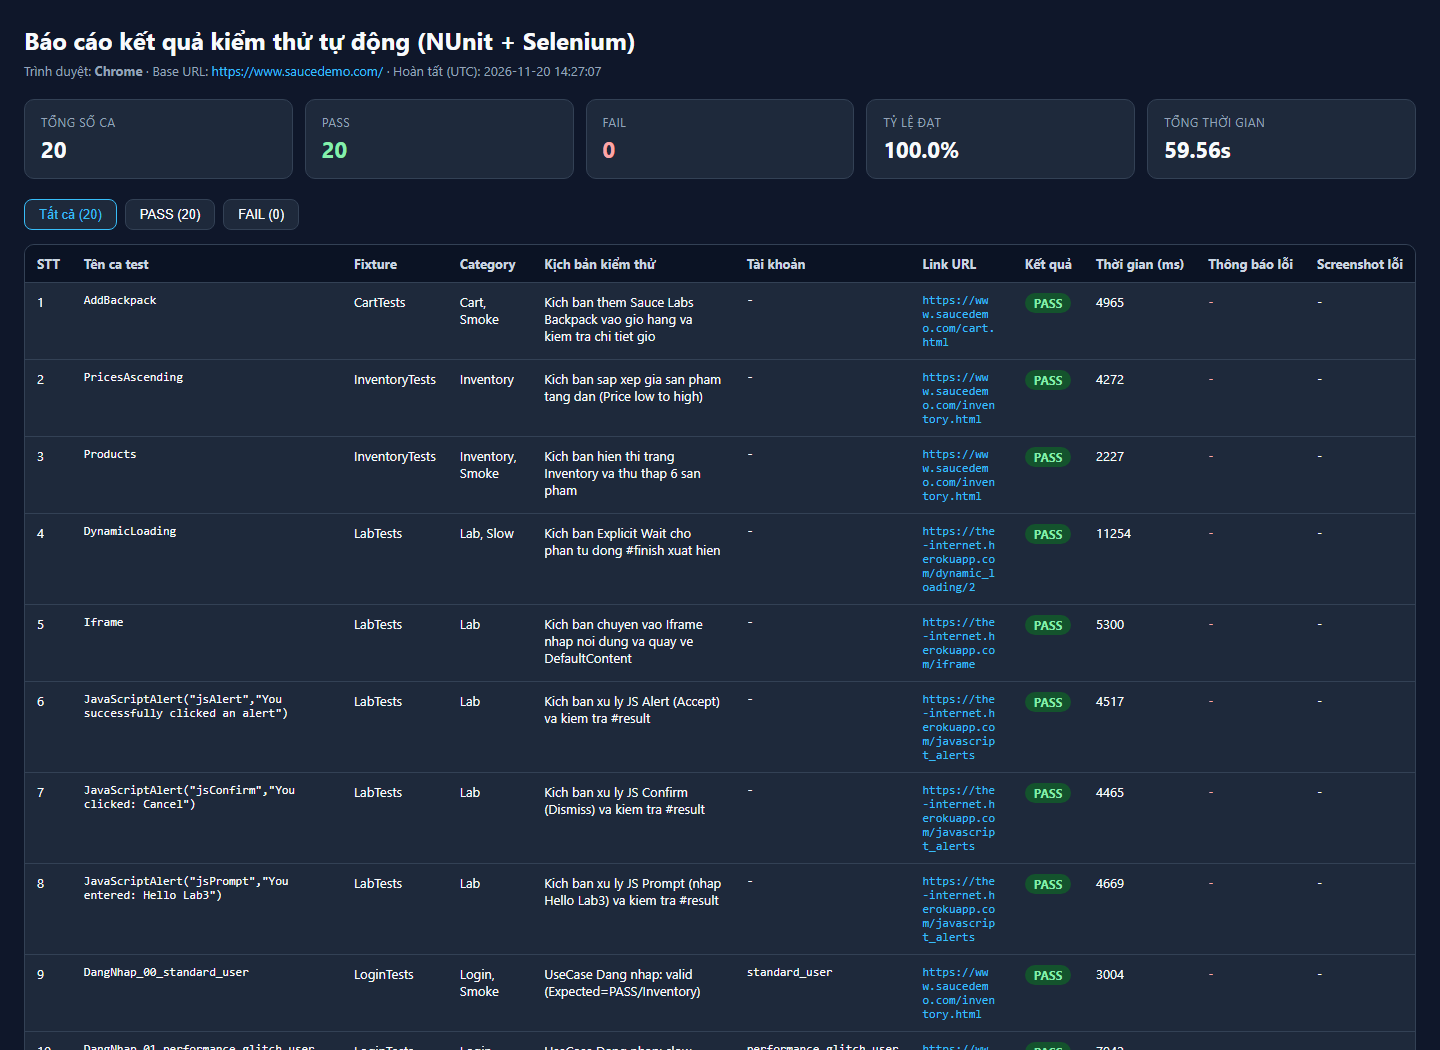 Báo cáo kết quả kiểm thử tự động (NUnit + Selenium)
Trình duyệt: Chrome · Base URL: https://www.saucedemo.com/ · Hoàn tất (UTC): 2026-11-20 14:27:07
TỔNG SỐ CA
20
PASS
20
FAIL
0
TỶ LỆ ĐẠT
100.0%
TỔNG THỜI GIAN
59.56s
Tất cả (20) PASS (20) FAIL (0)
STT Tên ca test Fixture Category Kịch bản kiểm thử Tài khoản Link URL Kết quả Thời gian (ms) Thông báo lỗi Screenshot lỗi
1 AddBackpack CartTests Cart, Kich ban them Sauce Labs - https://ww PASS 4965 - -
Smoke Backpack vao gio hang va w.saucedem
kiem tra chi tiet gio o.com/cart.
html
2 PricesAscending InventoryTests Inventory Kich ban sap xep gia san pham - https://ww PASS 4272 - -
tang dan (Price low to high) w.saucedem
o.com/inven
tory.html
3 Products InventoryTests Inventory, Kich ban hien thi trang - https://ww PASS 2227 - -
Smoke Inventory va thu thap 6 san w.saucedem
pham o.com/inven
tory.html
4 DynamicLoading LabTests Lab, Slow Kich ban Explicit Wait cho - https://the PASS 11254 - -
phan tu dong #finish xuat hien -internet.h
erokuapp.co
m/dynamic_l
oading/2
5 Iframe LabTests Lab Kich ban chuyen vao Iframe - https://the PASS 5300 - -
nhap noi dung va quay ve -internet.h
DefaultContent erokuapp.co
m/iframe
6 JavaScriptAlert("jsAlert","You LabTests Lab Kich ban xu ly JS Alert (Accept) - https://the PASS 4517 - -
successfully clicked an alert") va kiem tra #result -internet.h
erokuapp.co
m/javascrip
t_alerts
7 JavaScriptAlert("jsConfirm","You LabTests Lab Kich ban xu ly JS Confirm - https://the PASS 4465 - -
clicked: Cancel") (Dismiss) va kiem tra #result -internet.h
erokuapp.co
m/javascrip
t_alerts
8 JavaScriptAlert("jsPrompt","You LabTests Lab Kich ban xu ly JS Prompt (nhap - https://the PASS 4669 - -
entered: Hello Lab3") Hello Lab3) va kiem tra #result -internet.h
erokuapp.co
m/javascrip
t_alerts
9 DangNhap_00_standard_user LoginTests Login, UseCase Dang nhap: valid standard_user https://ww PASS 3004 - -
Smoke (Expected=PASS/Inventory) w.saucedem
o.com/inven
tory.html
10 DangNhap_01_performance_glitch_user LoginTests Login UseCase Dang nhap: slow performance_glitch_user https://ww PASS